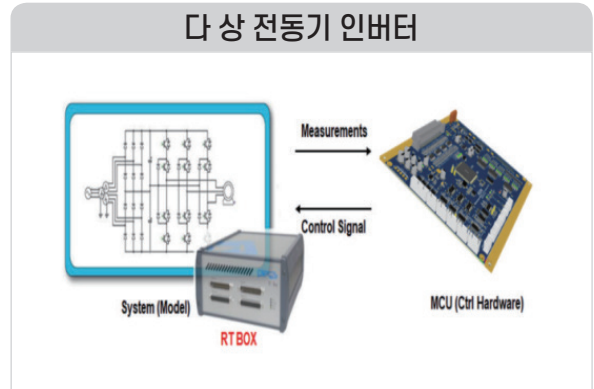 다 상 전동기 인버터
Measurements
Control Signal
System (Model)
MCU (Ctrl Hardware)
RT BOX